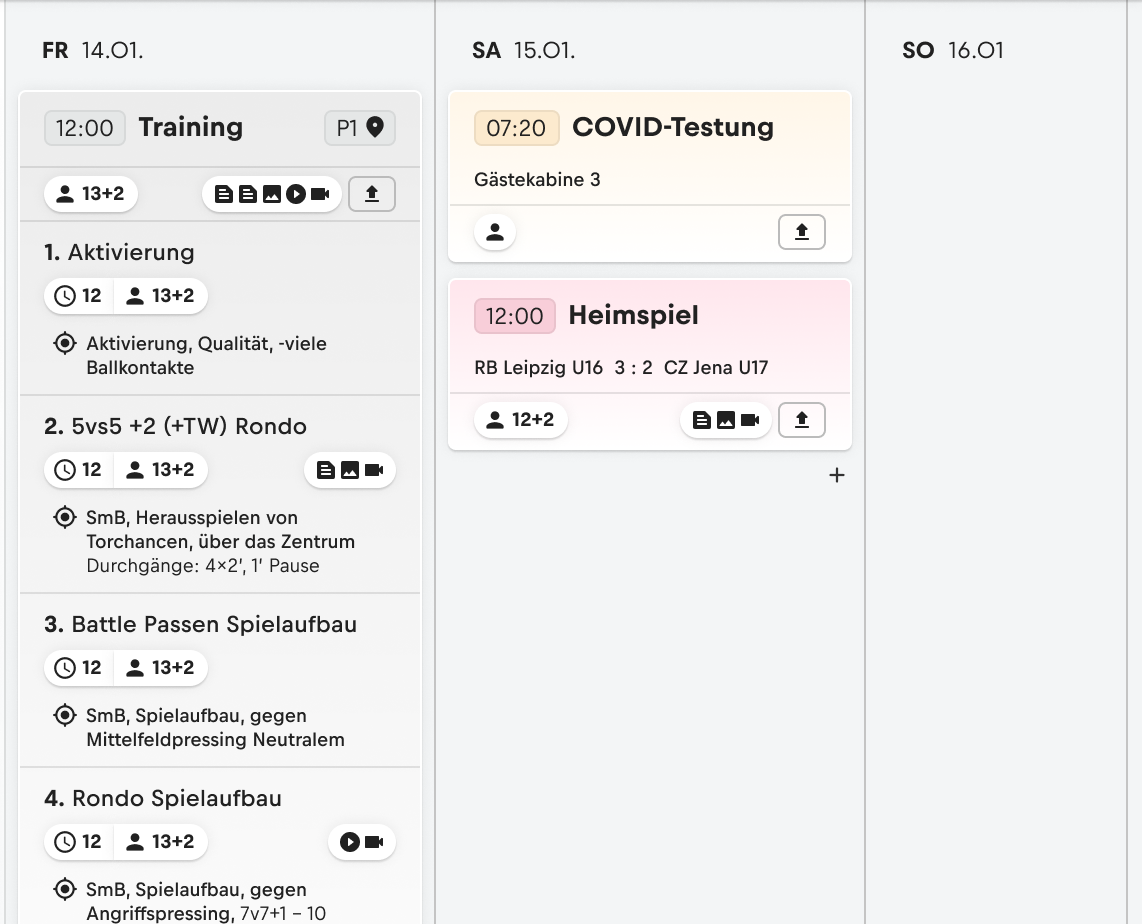 FR 14.01.
12:00 Training P1
13+2
1. Aktivierung
12 13+2
Aktivierung, Qualität, -viele
Ballkontakte
2. 5vs5 +2 (+TW) Rondo
12 13+2
SmB, Herausspielen von
Torchancen, über das Zentrum
Durchgänge: 4×2’, 1’ Pause
3. Battle Passen Spielaufbau
12 13+2
SmB, Spielaufbau, gegen
Mittelfeldpressing Neutralem
4. Rondo Spielaufbau
12 13+2
SmB, Spielaufbau, gegen
Angriffspressing, 7v7+1 – 10
SA 15.01.
07:20 COVID-Testung
Gästekabine 3
12:00 Heimspiel
RB Leipzig U16 3 : 2 CZ Jena U17
12+2
+
SO 16.01